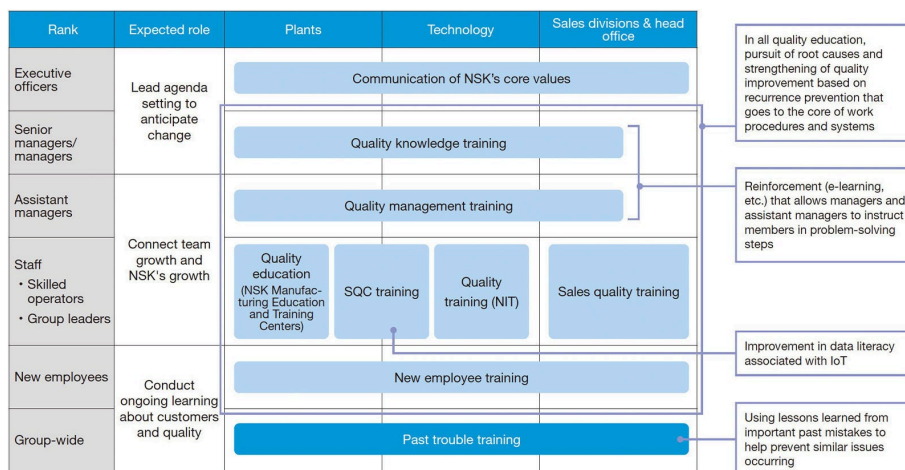 Rank
Expected role
Plants
Technology
Sales divisions & head
office
Executive
officers
Lead agenda
setting to
anticipate
change
Communication of NSK's core values
Senior
managers/
managers
Quality knowledge training
Assistant
managers
Connect team
growth and
NSK's growth
Quality management training
Staff
• Skilled
operators
• Group leaders
Quality
education
(NSK Manufac-
turing Education
and Training
Centers)
SQC training
Quality
training (NIT)
Sales quality training
New employees
Conduct
ongoing learning
about customers
and quality
New employee training
Group-wide
Past trouble training
In all quality education,
pursuit of root causes and
strengthening of quality
improvement based on
recurrence prevention that
goes to the core of work
procedures and systems
Reinforcement (e-learning,
etc.) that allows managers and
assistant managers to instruct
members in problem-solving
steps
Improvement in data literacy
associated with IoT
Using lessons learned from
important past mistakes to
help prevent similar issues
occurring